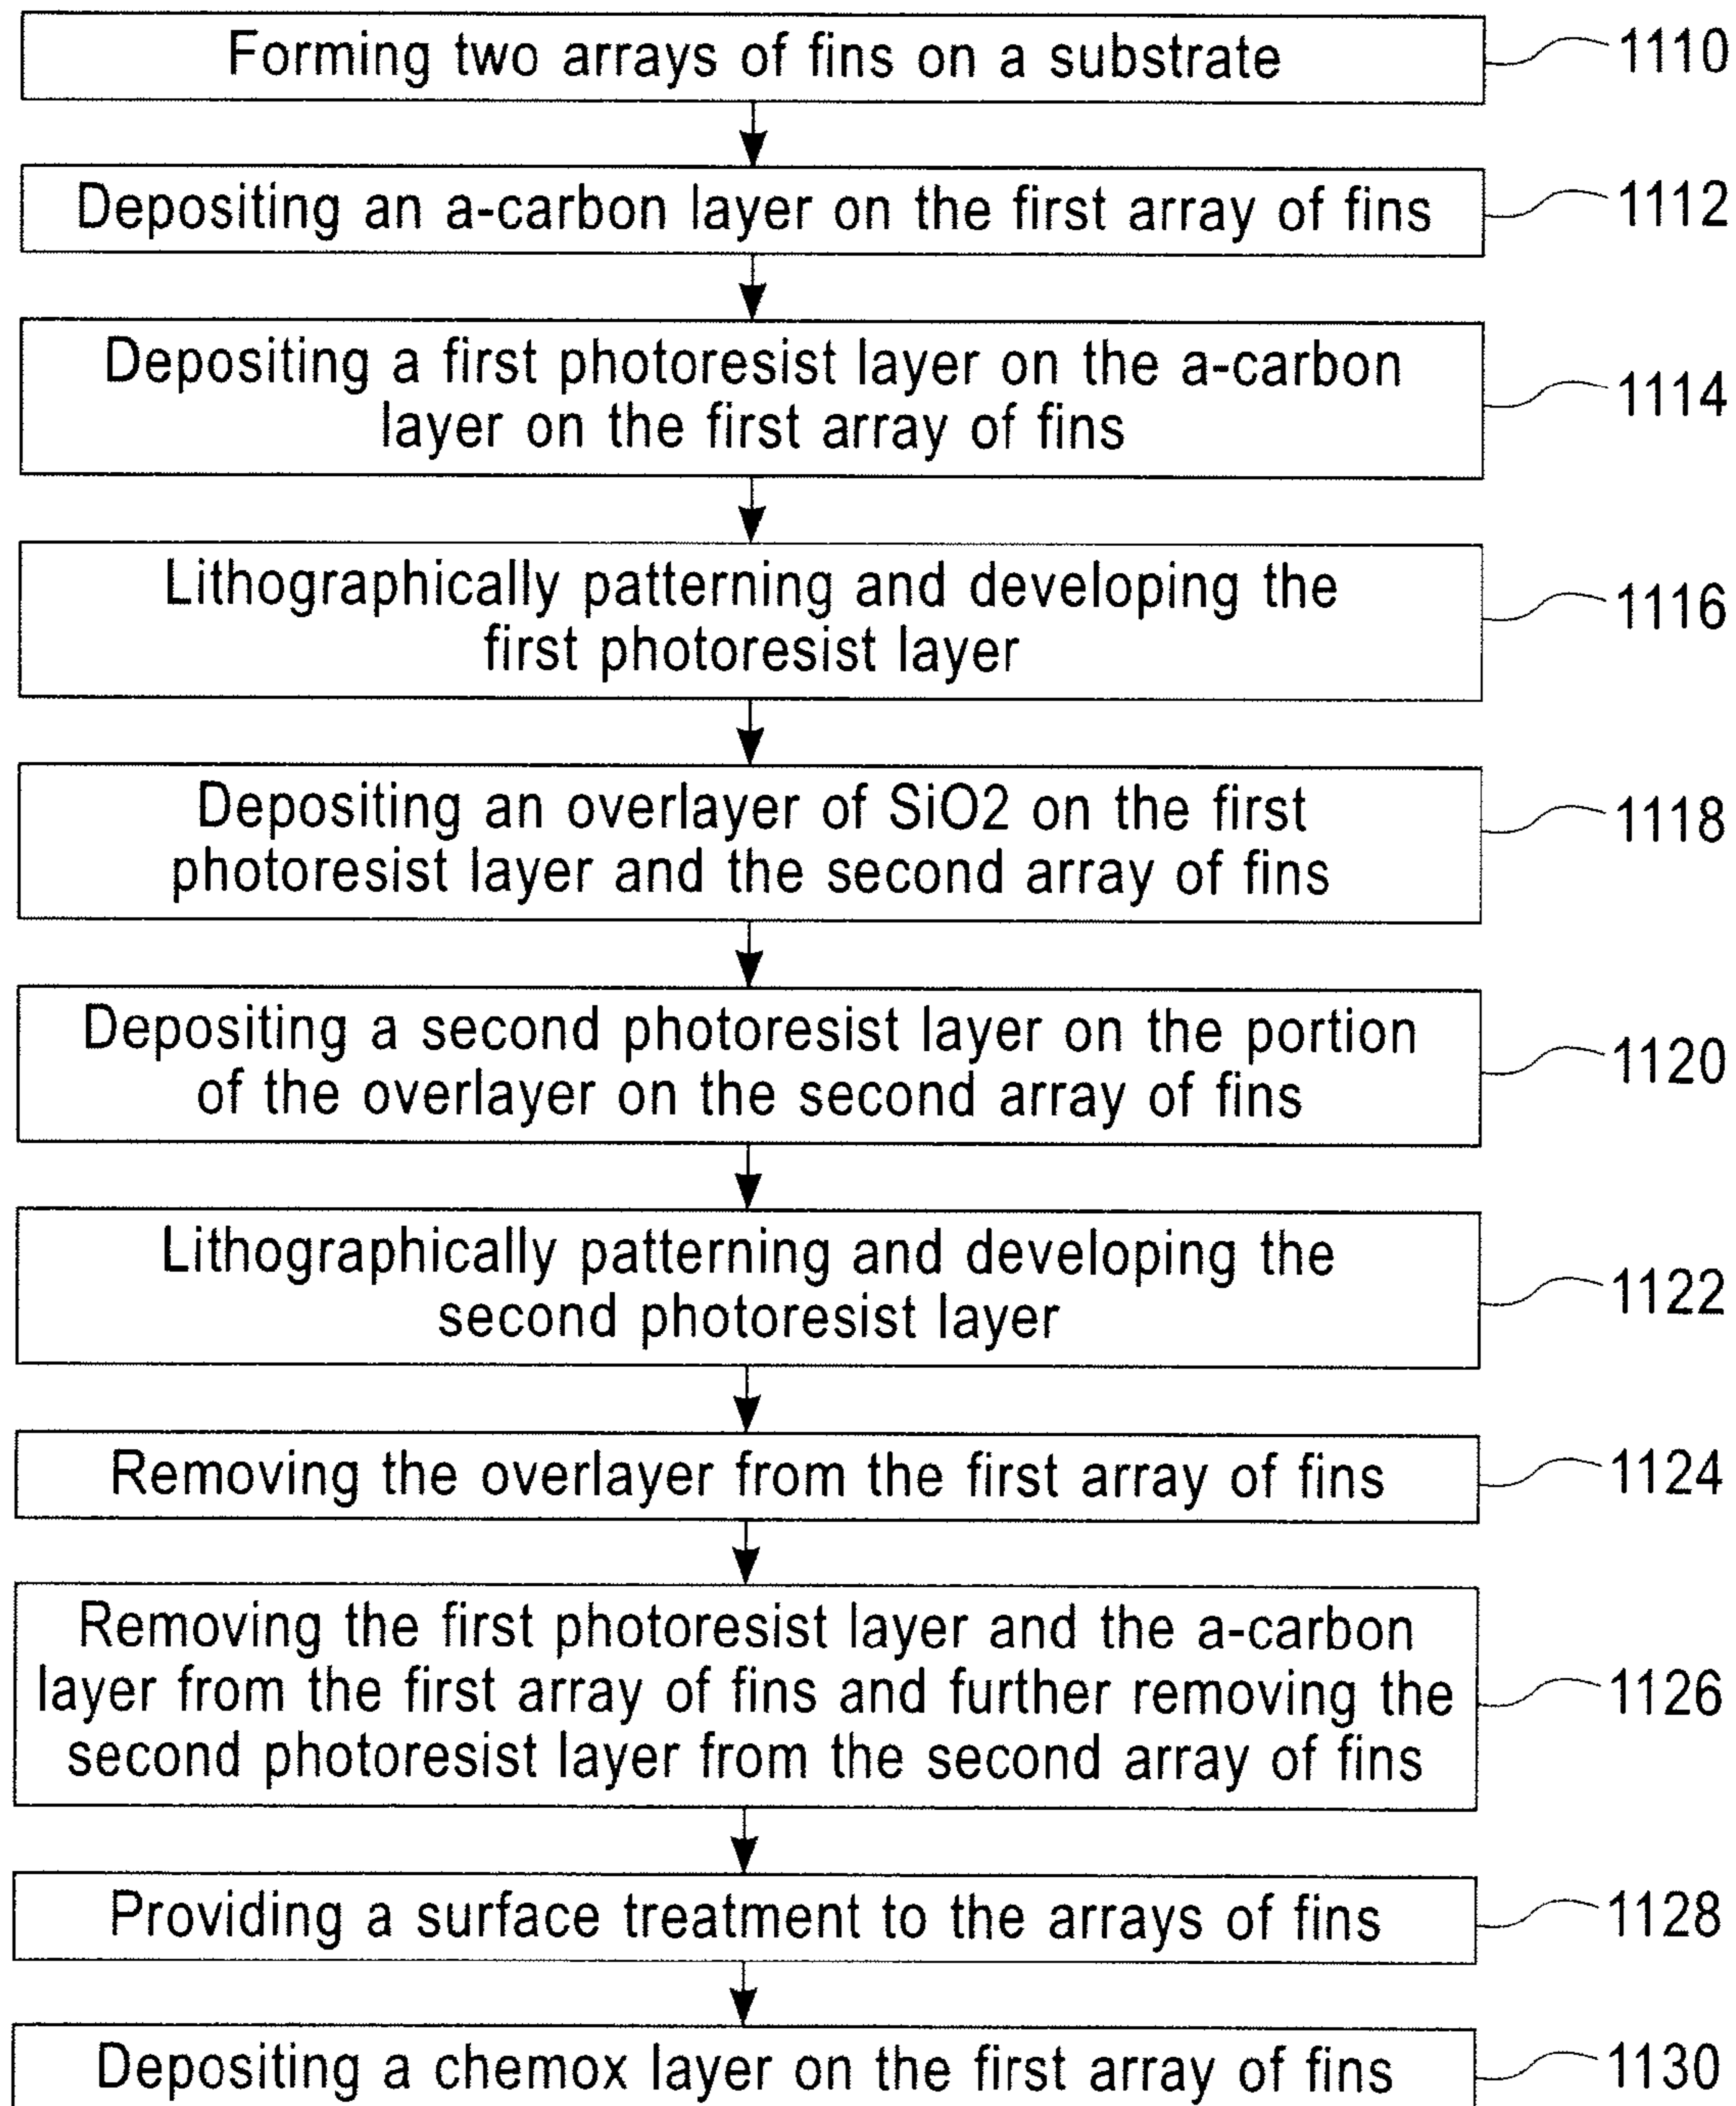 Forming two arrays of fins on a substrate
1110
Depositing an a-carbon layer on the first array of fins
1112
Depositing a first photoresist layer on the a-carbon
layer on the first array of fins
1114
Lithographically patterning and developing the
first photoresist layer
1116
Depositing an overlayer of SiO2 on the first
photoresist layer and the second array of fins
1118
Depositing a second photoresist layer on the portion
of the overlayer on the second array of fins
1120
Lithographically patterning and developing the
second photoresist layer
1122
Removing the overlayer from the first array of fins
1124
Removing the first photoresist layer and the a-carbon
layer from the first array of fins and further removing the
second photoresist layer from the second array of fins
1126
Providing a surface treatment to the arrays of fins
1128
Depositing a chemox layer on the first array of fins
1130